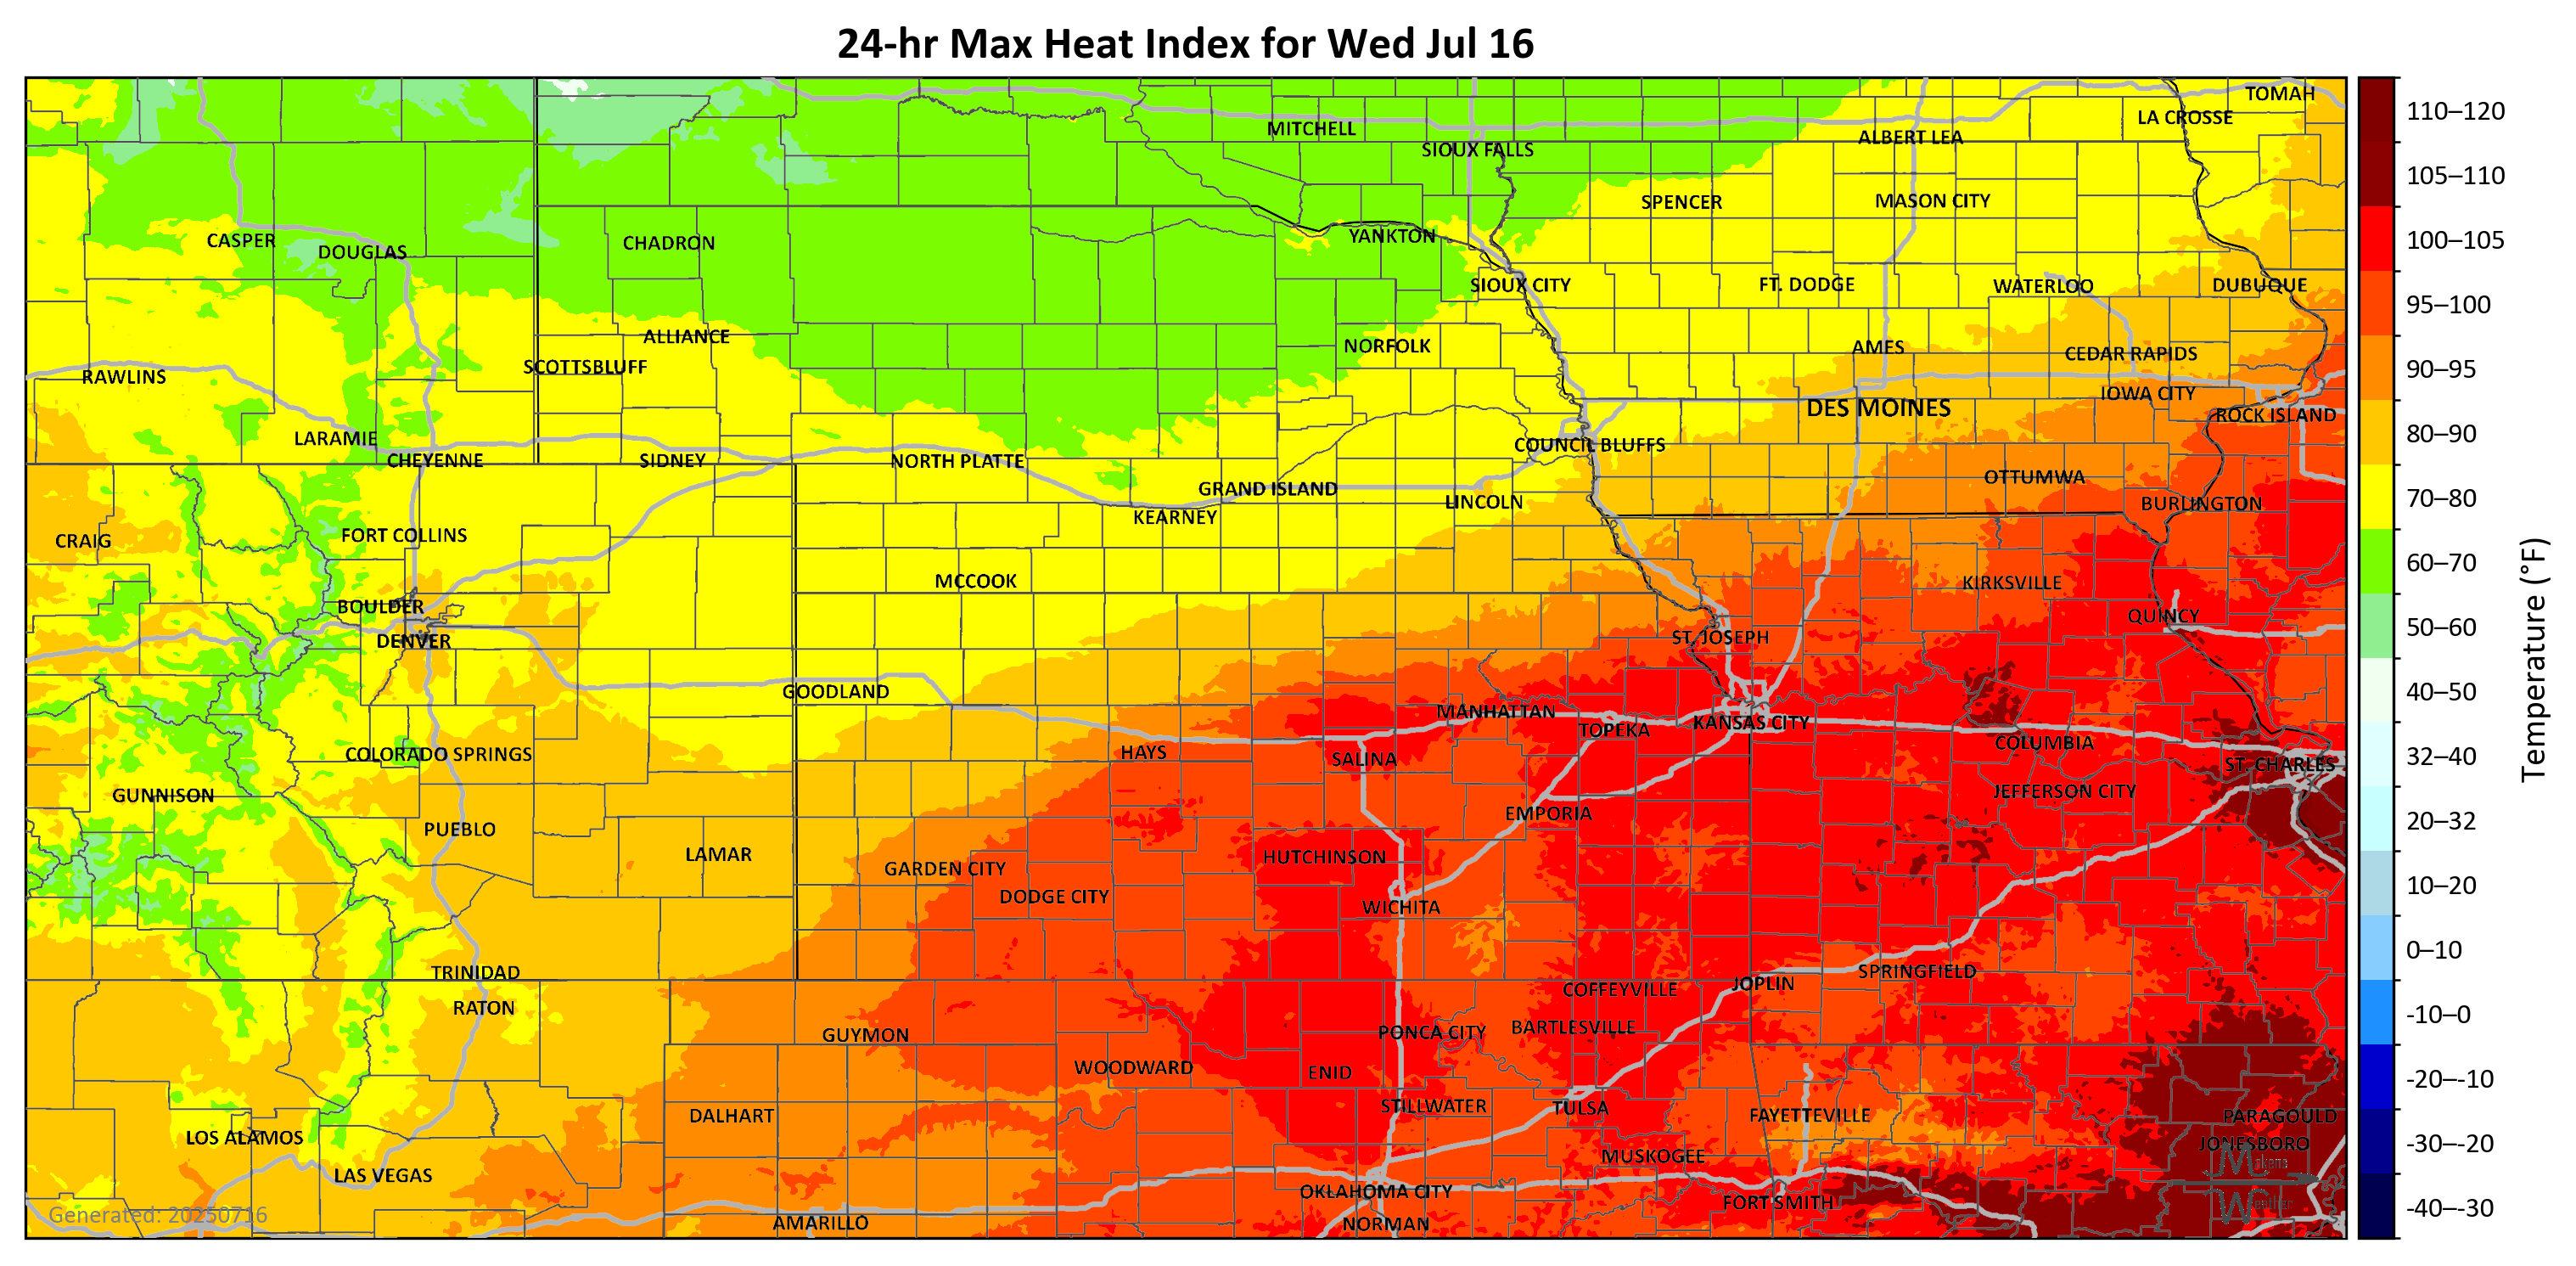 24-hr Max Heat Index for Wed Jul 16
TOMAH
LA CROSSE
MITCHELL
ALBERT LEA
SIOUX FALLS
SPENCER
MASON CITY
CASPER
DOUGLAS
CHADRON
YANKTON
SIOUX CITY
FT. DODGE
WATERLOO
DUBUQUE
ALLIANCE
NORFOLK
AMES
CEDAR RAPIDS
SCOTTSBLUFF
RAWLINS
IOWA CITY
DES MOINES
ROCK ISLAND
LARAMIE
COUNCIL BLUFFS
CHEYENNE
SIDNEY
NORTH PLATTE
OTTUMWA
GRAND ISLAND
LINCOLN
BURLINGTON
KEARNEY
CRAIG
FORT COLLINS
MCCOOK
KIRKSVILLE
BOULDER
QUINCY
DENVER
ST. JOSEPH
GOODLAND
MANHATTAN
TOPEKA
KANSAS CITY
COLUMBIA
COLORADO SPRINGS
HAYS
SALINA
ST. CHARLES
GUNNISON
JEFFERSON CITY
EMPORIA
PUEBLO
LAMAR
HUTCHINSON
GARDEN CITY
DODGE CITY
WICHITA
TRINIDAD
SPRINGFIELD
JOPLIN
COFFEYVILLE
RATON
BARTLESVILLE
PONCA CITY
GUYMON
WOODWARD
ENID
STILLWATER
TULSA
DALHART
FAYETTEVILLE
PARAGOULD
LOS ALAMOS
JONESBORO
MUSKOGEE
LAS VEGAS
OKLAHOMA CITY
FORT SMITH
AMARILLO
NORMAN
Generated: 20250716
110–120
105–110
100–105
95–100
90–95
80–90
70–80
60–70
50–60
40–50
32–40
20–32
10–20
0–10
-10–0
-20–-10
-30–-20
-40–-30
Temperature (°F)